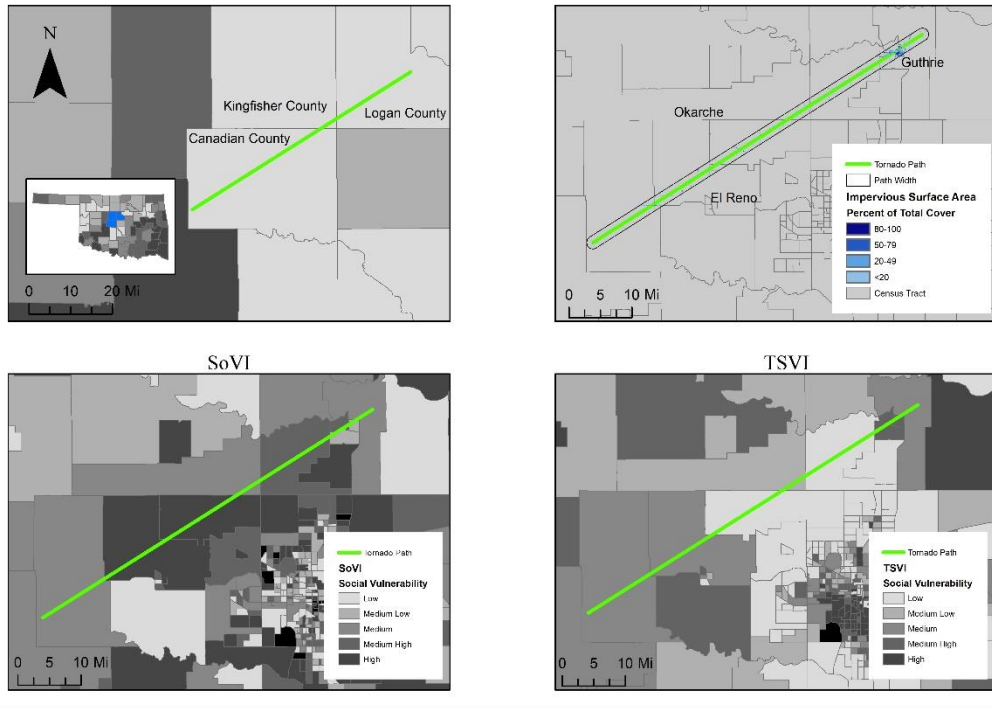 N
Kingfisher County
Logan County
Canadian County
0 10 20 Mi
Guthrie
Okarche
El Reno
Tornado Path
Path Width
Impervious Surface Area
Percent of Total Cover
80-100
50-79
20-49
<20
Census Tract
0 5 10 Mi
SoVI
Tornado Path
SoVI
Social Vulnerability
Low
Medium Low
Medium
Medium High
High
0 5 10 Mi
TSVI
Tornado Path
TSVI
Social Vulnerability
Low
Medium Low
Medium
Medium High
High
0 5 10 Mi